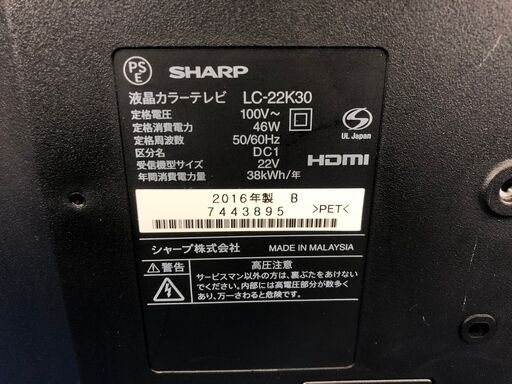 PSE SHARP
液晶カラーテレビ LC-22K30
定格電圧 100V～
定格消費電力 46W
定格周波数 50/60Hz
区分名 DC1
受信機型サイズ 22V
年間消費電力量 38kWh/年
UL Japan
HDMI
2016年製 B
7443895 >PET<
シャープ株式会社 MADE IN MALAYSIA
警告 高圧注意
サービスマン以外の方は、裏ぶたをあけない
でください。内部には高電圧部分が数多く
あり、万一さわると危険です。